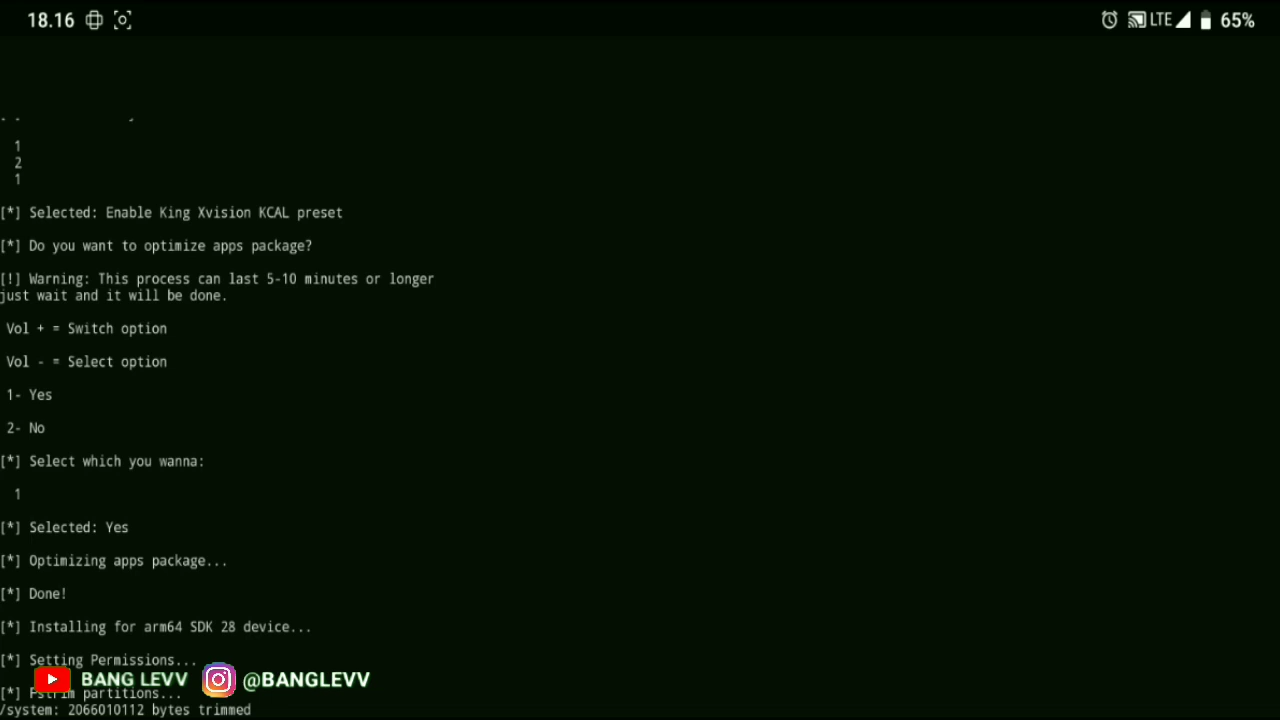 18.16 LTE 65%
1
2
1
[*] Selected: Enable King Xvision KCAL preset
[*] Do you want to optimize apps package?
[!] Warning: This process can last 5-10 minutes or longer
just wait and it will be done.
Vol + = Switch option
Vol - = Select option
1- Yes
2- No
[*] Select which you wanna:
1
[*] Selected: Yes
[*] Optimizing apps package...
[*] Done!
[*] Installing for arm64 SDK 28 device...
[*] Setting Permissions...
BANG LEVV @BANGLEVV
[*] Fstrim partitions...
/system: 2066010112 bytes trimmed